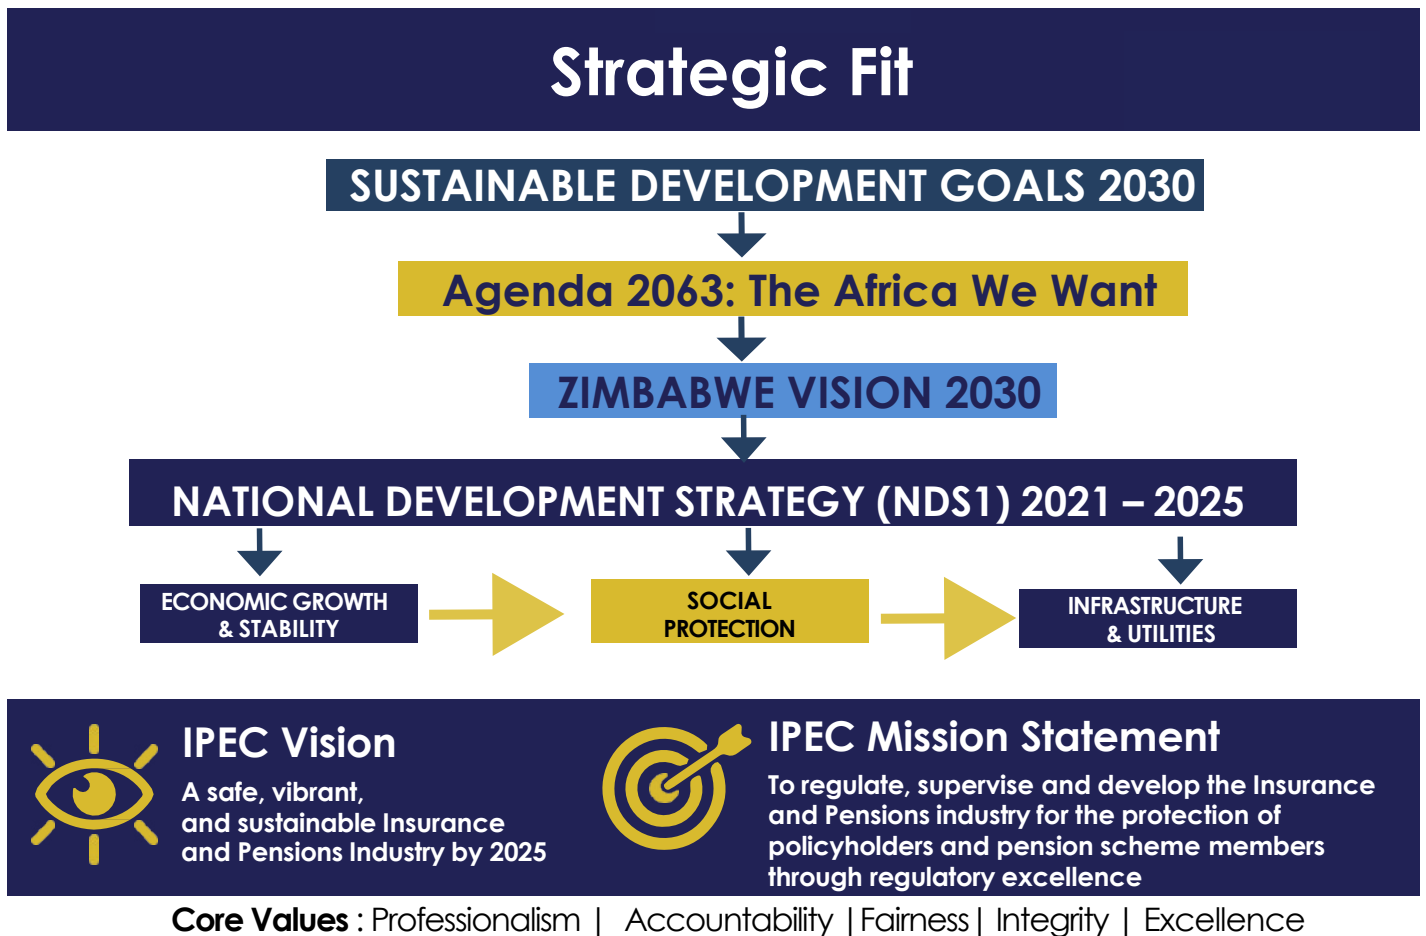 Strategic Fit
SUSTAINABLE DEVELOPMENT GOALS 2030
Agenda 2063: The Africa We Want
ZIMBABWE VISION 2030
NATIONAL DEVELOPMENT STRATEGY (NDS1) 2021 – 2025
ECONOMIC GROWTH
& STABILITY
SOCIAL
PROTECTION
INFRASTRUCTURE
& UTILITIES
IPEC Vision
A safe, vibrant,
and sustainable Insurance
and Pensions Industry by 2025
IPEC Mission Statement
To regulate, supervise and develop the Insurance
and Pensions industry for the protection of
policyholders and pension scheme members
through regulatory excellence
Core Values : Professionalism | Accountability |Fairness| Integrity | Excellence